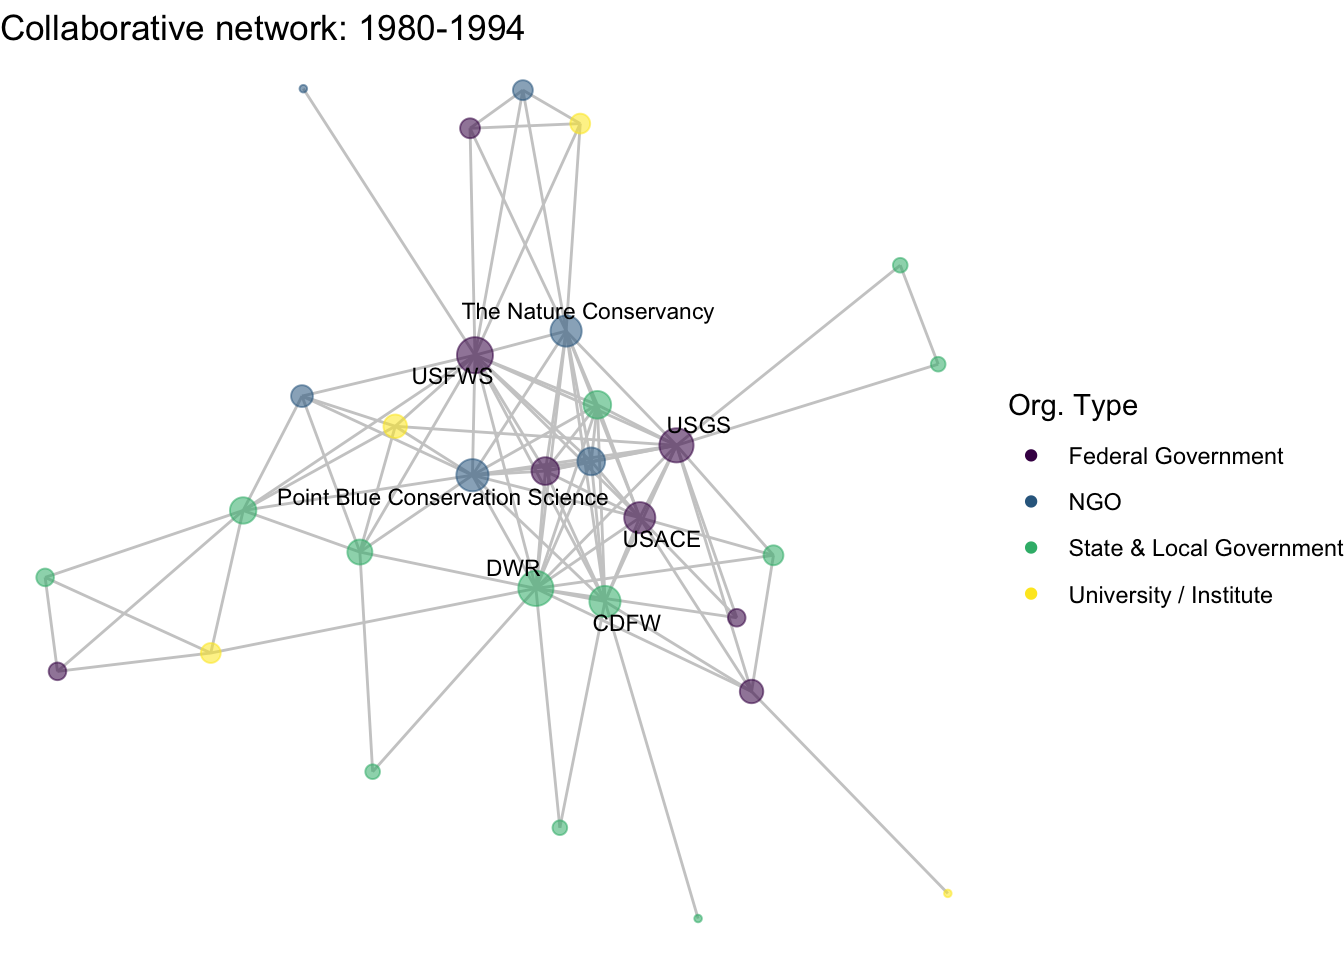 Collaborative network: 1980-1994
The Nature Conservancy
USFWS
USGS
Point Blue Conservation Science
USACE
DWR
CDFW
Org. Type
Federal Government
NGO
State & Local Government
University / Institute